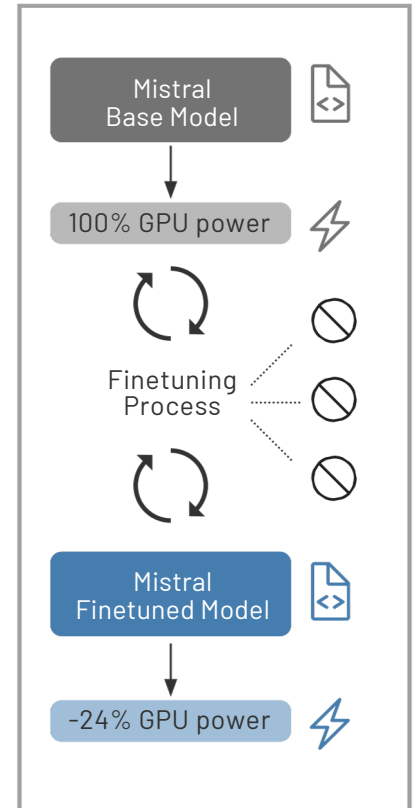 Mistral
Base Model
<>
100% GPU power
Finetuning
Process
Mistral
Finetuned Model
<>
-24% GPU power